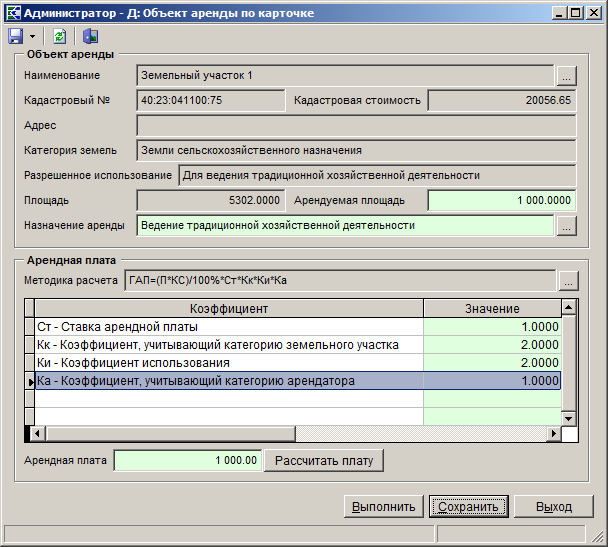 Администратор - Д: Объект аренды по карточке
Объект аренды
Наименование Земельный участок 1 ...
Кадастровый № 40:23:041100:75 Кадастровая стоимость 20056.65
Адрес
Категория земель Земли сельскохозяйственного назначения
Разрешенное использование Для ведения традиционной хозяйственной деятельности
Площадь 5302.0000 Арендуемая площадь 1 000.0000
Назначение аренды Ведение традиционной хозяйственной деятельности ...
Арендная плата
Методика расчета ГАП=(П*КС)/100%*Ст*Кк*Ки*Ка ...
Коэффициент Значение
Ст - Ставка арендной платы 1.0000
Кк - Коэффициент, учитывающий категорию земельного участка 2.0000
Ки - Коэффициент использования 2.0000
Ка - Коэффициент, учитывающий категорию арендатора 1.0000
Арендная плата 1 000.00 Рассчитать плату
Выполнить Сохранить Выход